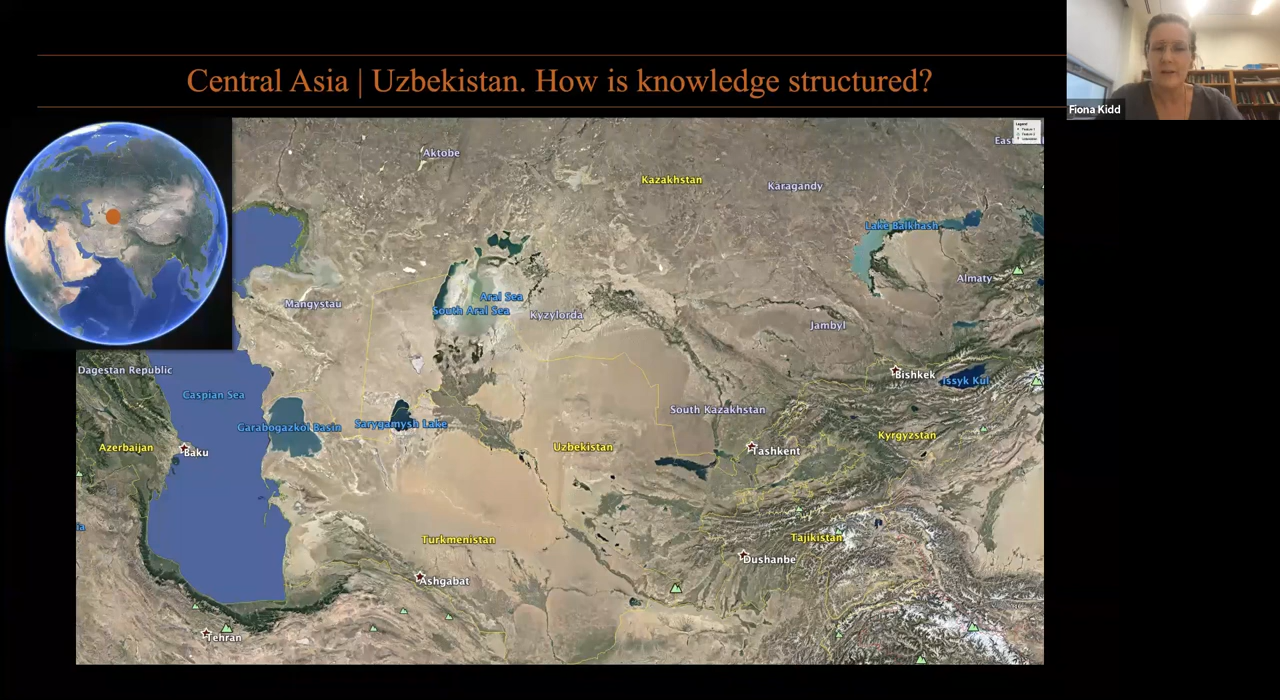 Central Asia | Uzbekistan. How is knowledge structured?
Fiona Kidd
Legend
Aktobe
Kazakhstan
Karagandy
East
Lake Balkhash
Almaty
Mangystau
Aral Sea
South Aral Sea
Kyzylorda
Jambyl
Dagestan Republic
Bishkek
Issyk Kul
Caspian Sea
South Kazakhstan
Garabogazkol Basin
Sarygamysh Lake
Kyrgyzstan
Azerbaijan
Baku
Uzbekistan
Tashkent
Turkmenistan
Tajikistan
Dushanbe
Ashgabat
Tehran